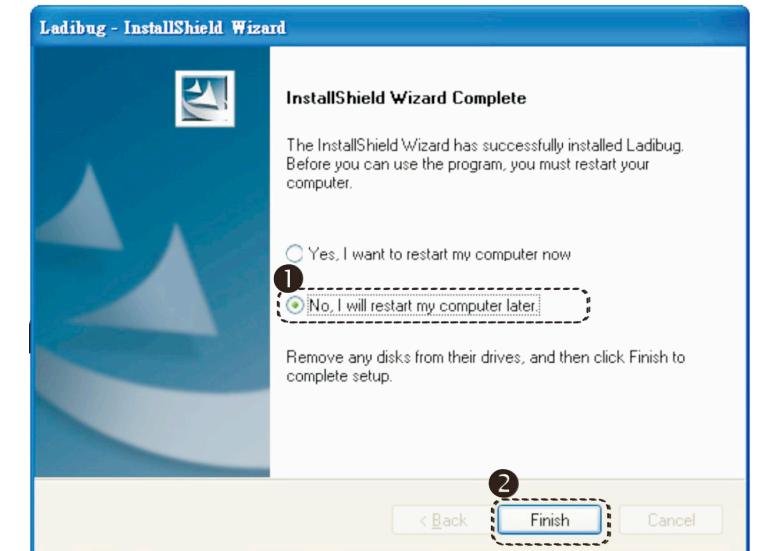 Ladibug - InstallShield Wizard
InstallShield Wizard Complete
The InstallShield Wizard has successfully installed Ladibug.
Before you can use the program, you must restart your
computer.
Yes, I want to restart my computer now
1
No, I will restart my computer later.
Remove any disks from their drives, and then click Finish to
complete setup.
2
< Back Finish Cancel